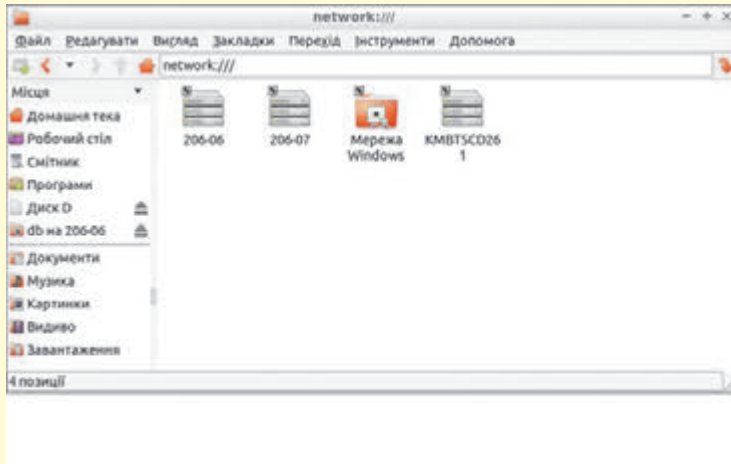 network:///
Файл Редагувати Вигляд Закладки Перехід Інструменти Допомога
network:///
Місця
Домашня тека
Робочий стіл
Смітник
Програми
Диск D
db на 206-06
Документи
Музика
Картинки
Видиво
Завантаження
206-06
206-07
Мережа
Windows
KMBT5CD26
1
4 позиції